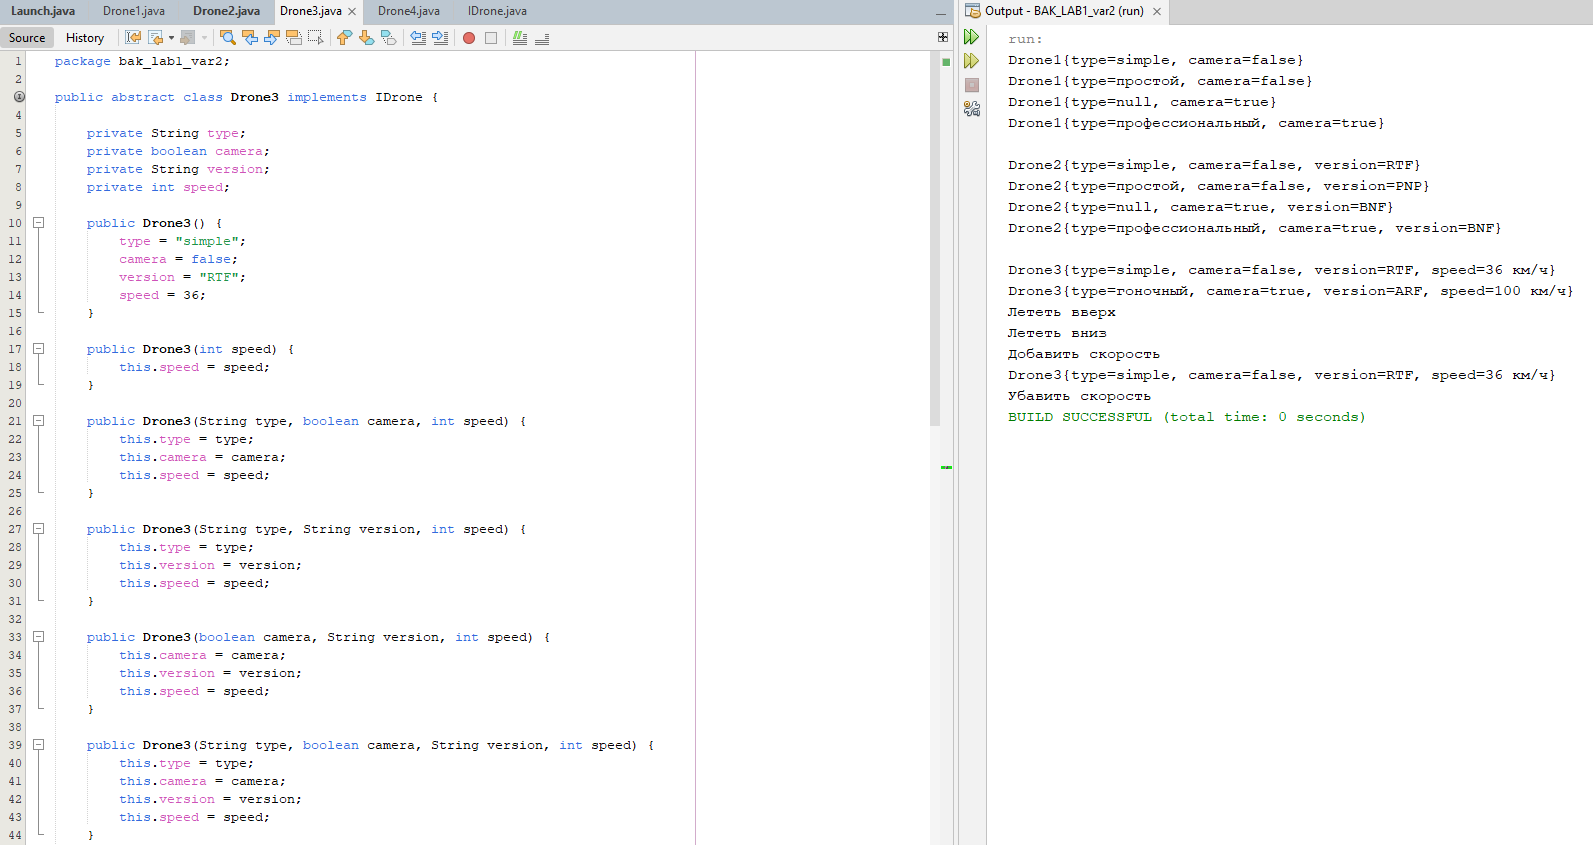 Launch.java Drone1.java Drone2.java Drone3.java Drone4.java IDrone.java
Source History
1 package bak_lab1_var2;
2
3 public abstract class Drone3 implements IDrone {
4
5 private String type;
6 private boolean camera;
7 private String version;
8 private int speed;
9
10 public Drone3() {
11 type = "simple";
12 camera = false;
13 version = "RTF";
14 speed = 36;
15 }
16
17 public Drone3(int speed) {
18 this.speed = speed;
19 }
20
21 public Drone3(String type, boolean camera, int speed) {
22 this.type = type;
23 this.camera = camera;
24 this.speed = speed;
25 }
26
27 public Drone3(String type, String version, int speed) {
28 this.type = type;
29 this.version = version;
30 this.speed = speed;
31 }
32
33 public Drone3(boolean camera, String version, int speed) {
34 this.camera = camera;
35 this.version = version;
36 this.speed = speed;
37 }
38
39 public Drone3(String type, boolean camera, String version, int speed) {
40 this.type = type;
41 this.camera = camera;
42 this.version = version;
43 this.speed = speed;
44 }
Output - BAK_LAB1_var2 (run)
run:
Drone1{type=simple, camera=false}
Drone1{type=простой, camera=false}
Drone1{type=null, camera=true}
Drone1{type=профессиональный, camera=true}
Drone2{type=simple, camera=false, version=RTF}
Drone2{type=простой, camera=false, version=PNP}
Drone2{type=null, camera=true, version=BNF}
Drone2{type=профессиональный, camera=true, version=BNF}
Drone3{type=simple, camera=false, version=RTF, speed=36 км/ч}
Drone3{type=гоночный, camera=true, version=ARF, speed=100 км/ч}
Лететь вверх
Лететь вниз
Добавить скорость
Drone3{type=simple, camera=false, version=RTF, speed=36 км/ч}
Убавить скорость
BUILD SUCCESSFUL (total time: 0 seconds)